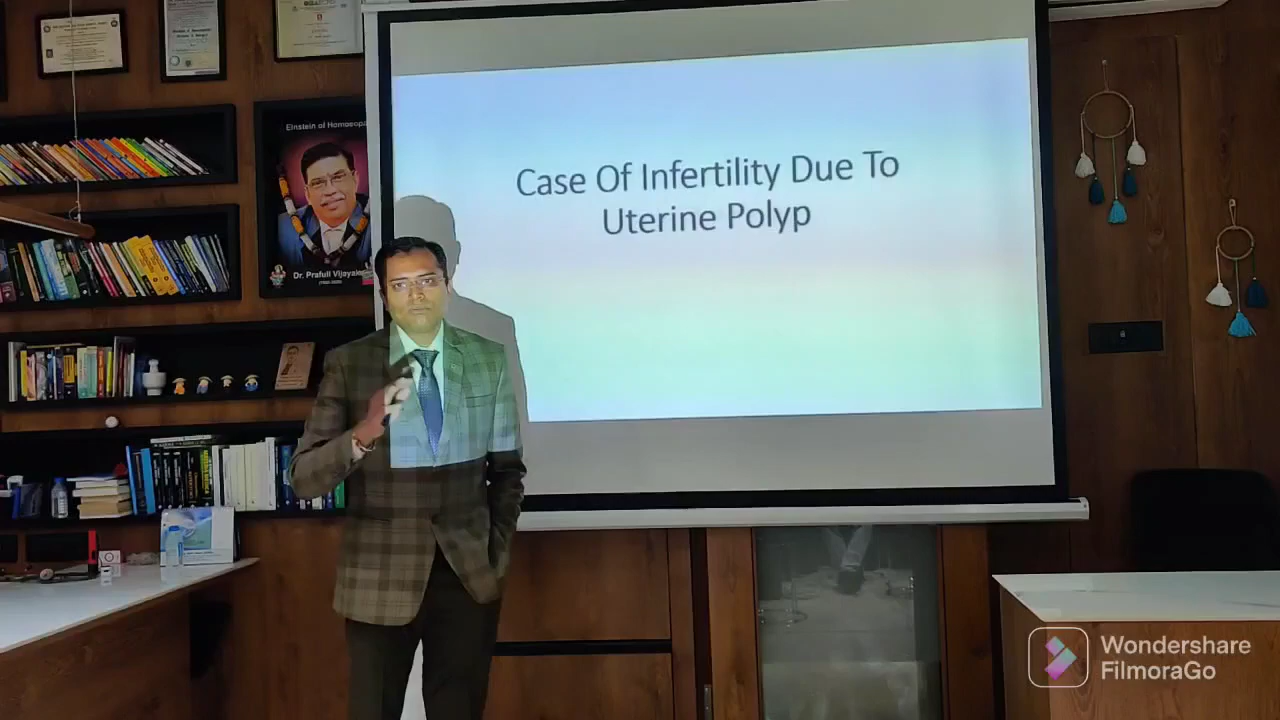 Einstein of Homoeopa
Dr. Prafull Vijayak
Case Of Infertility Due To
Uterine Polyp
Wondershare
FilmoraGo